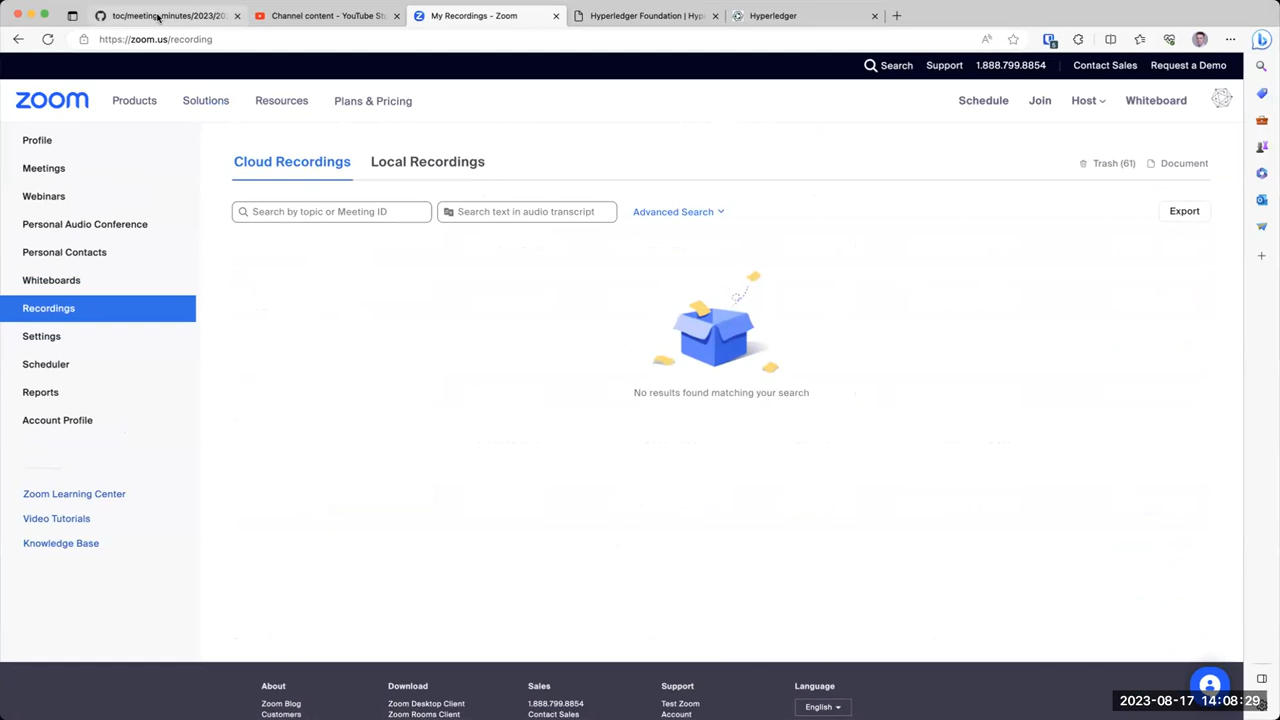 toc/meeting-minutes/2023/202
Channel content - YouTube St
My Recordings - Zoom
Hyperledger Foundation | Hyp
Hyperledger
https://zoom.us/recording
Search
Support
1.888.799.8854
Contact Sales
Request a Demo
zoom
Products
Solutions
Resources
Plans & Pricing
Schedule
Join
Host
Whiteboard
Profile
Meetings
Webinars
Personal Audio Conference
Personal Contacts
Whiteboards
Recordings
Settings
Scheduler
Reports
Account Profile
Zoom Learning Center
Video Tutorials
Knowledge Base
Cloud Recordings
Local Recordings
Trash (61)
Document
Search by topic or Meeting ID
Search text in audio transcript
Advanced Search
Export
No results found matching your search
About
Zoom Blog
Customers
Download
Zoom Desktop Client
Zoom Rooms Client
Sales
1.888.799.8854
Contact Sales
Support
Test Zoom
Account
Language
English
2023-08-17 14:08:29